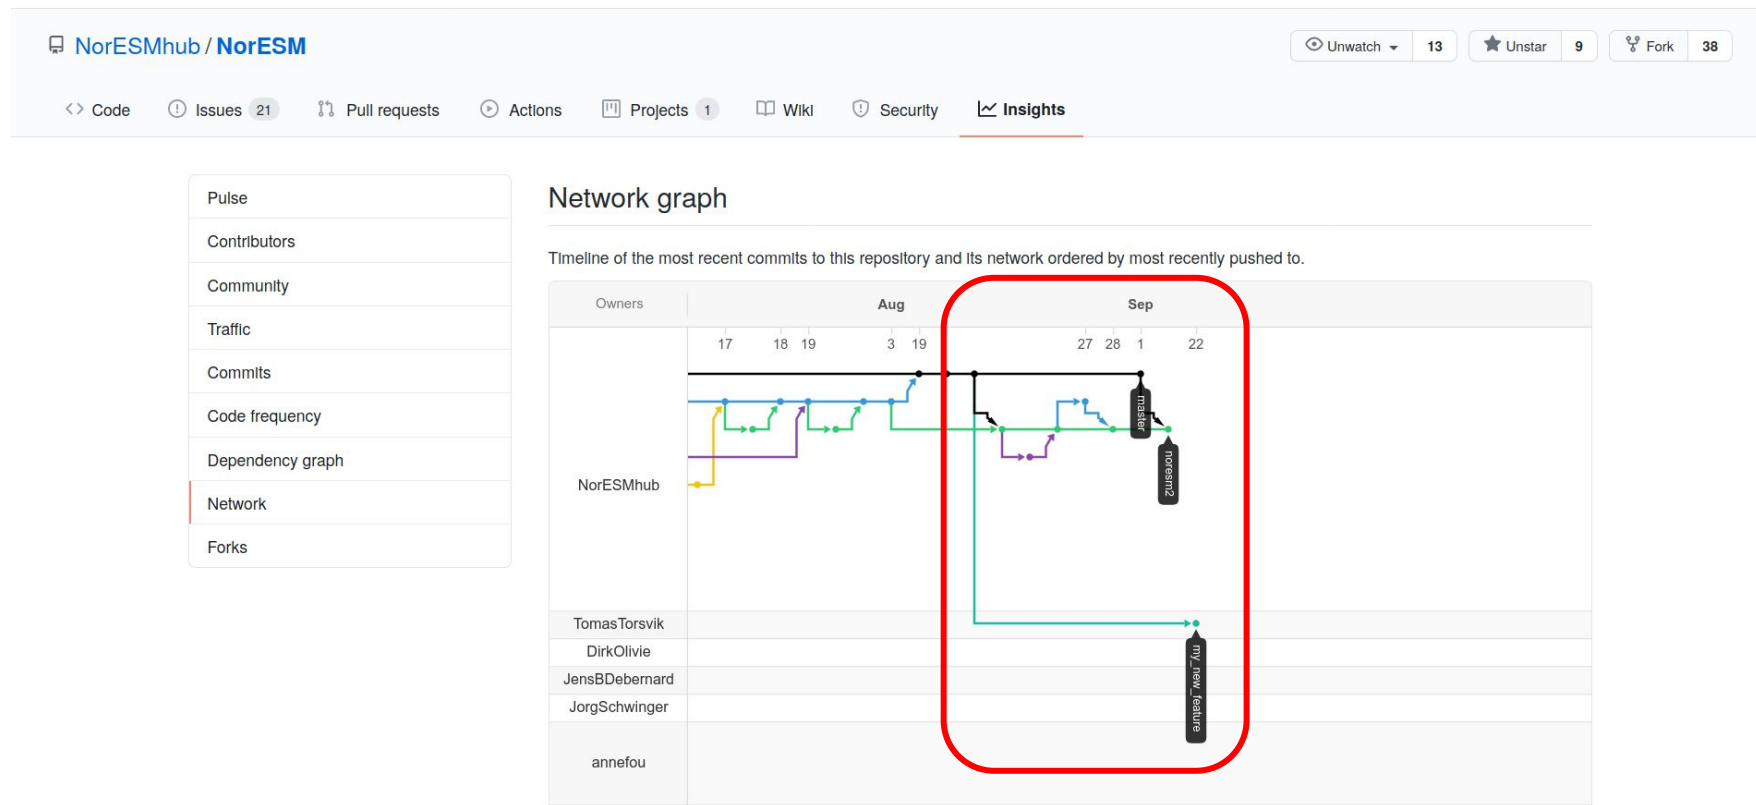 NorESMhub / NorESM
Unwatch 13 Unstar 9 Fork 38
<> Code Issues 21 Pull requests Actions Projects 1 Wiki Security Insights
Pulse
Contributors
Community
Traffic
Commits
Code frequency
Dependency graph
Network
Forks
Network graph
Timeline of the most recent commits to this repository and its network ordered by most recently pushed to.
Owners Aug Sep
17 18 19 3 19 27 28 1 22
master
noresm2
NorESMhub
TomasTorsvik
DirkOlivie
JensBDebernard
JorgSchwinger
my_new_feature
annefou